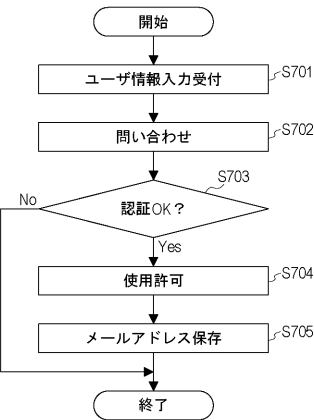 開始
ユーザ情報入力受付
S701
問い合わせ
S702
S703
認証OK？
No
Yes
使用許可
S704
メールアドレス保存
S705
終了